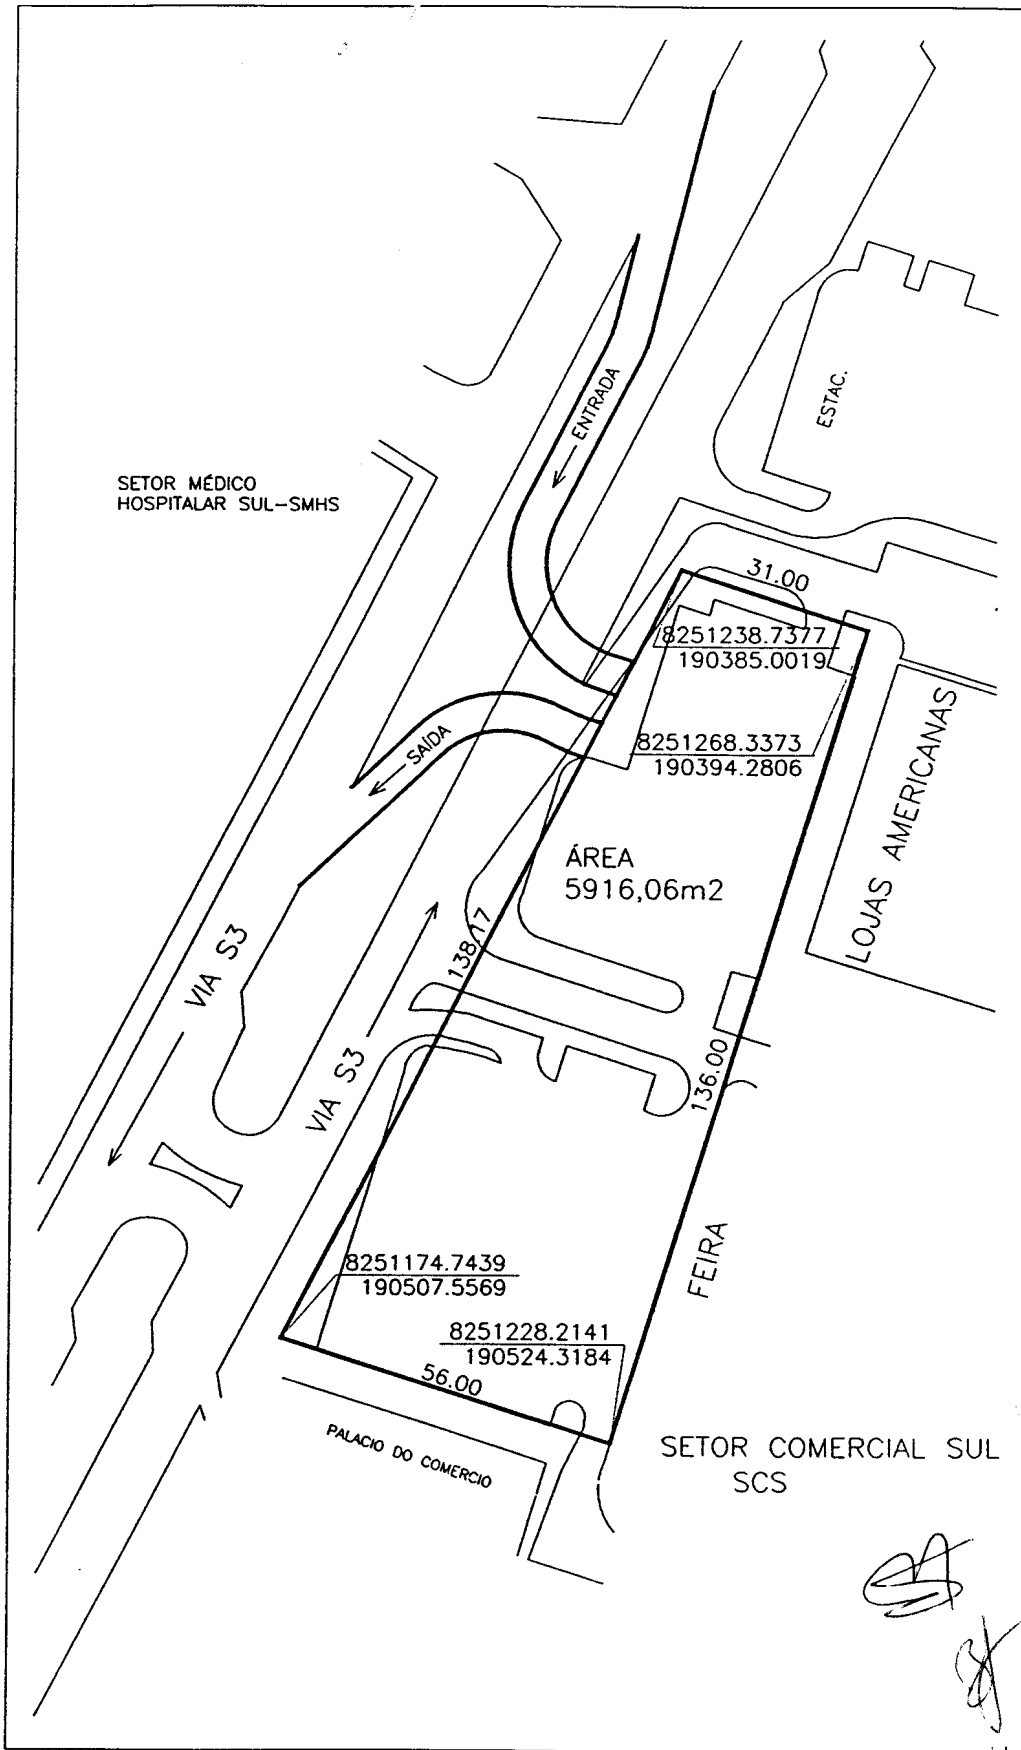 ESTAC.
ENTRADA
SETOR MÉDICO
HOSPITALAR SUL-SMHS
31.00
8251238.7377
190385.0019
SAÍDA
8251268.3373
190394.2806
LOJAS AMERICANAS
ÁREA
5916,06m2
138,17
VIA S3
VIA S3
136.00
FEIRA
8251174.7439
190507.5569
8251228.2141
190524.3184
56.00
PALACIO DO COMERCIO
SETOR COMERCIAL SUL
SCS